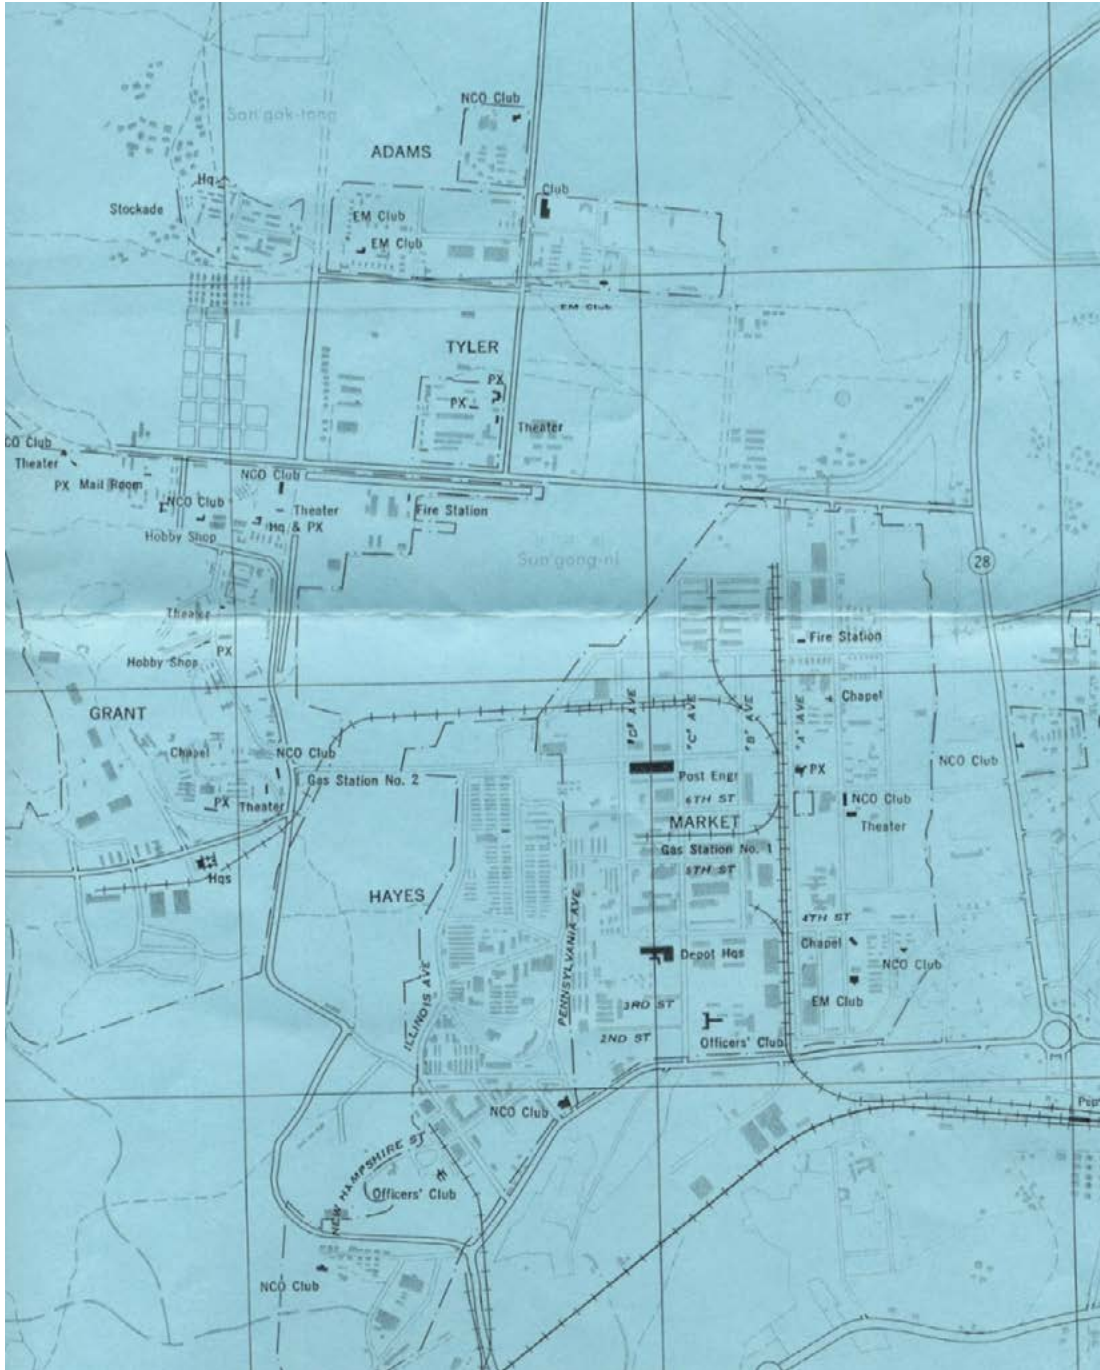 NCO Club
San'gok-tong
ADAMS
Hq
Club
Stockade
EM Club
EM Club
EM Club
TYLER
PX
PX
Theater
CO Club
Theater
NCO Club
PX Mail Room
NCO Club
Theater
Fire Station
Hq & PX
Hobby Shop
Sun'gong-ni
28
Theater
Fire Station
PX
Hobby Shop
Chapel
GRANT
"D" AVE
"C" AVE
"B" AVE
"A" AVE
Chapel
NCO Club
NCO Club
Gas Station No. 2
Post Engr
PX
PX
Theater
6TH ST
NCO Club
MARKET
Theater
Gas Station No. 1
Hqs
5TH ST
HAYES
4TH ST
PENNSYLVANIA AVE
Chapel
Depot Hqs
NCO Club
ILLINOIS AVE
EM Club
3RD ST
2ND ST
Officers' Club
NCO Club
NEW HAMPSHIRE ST
Officers' Club
NCO Club